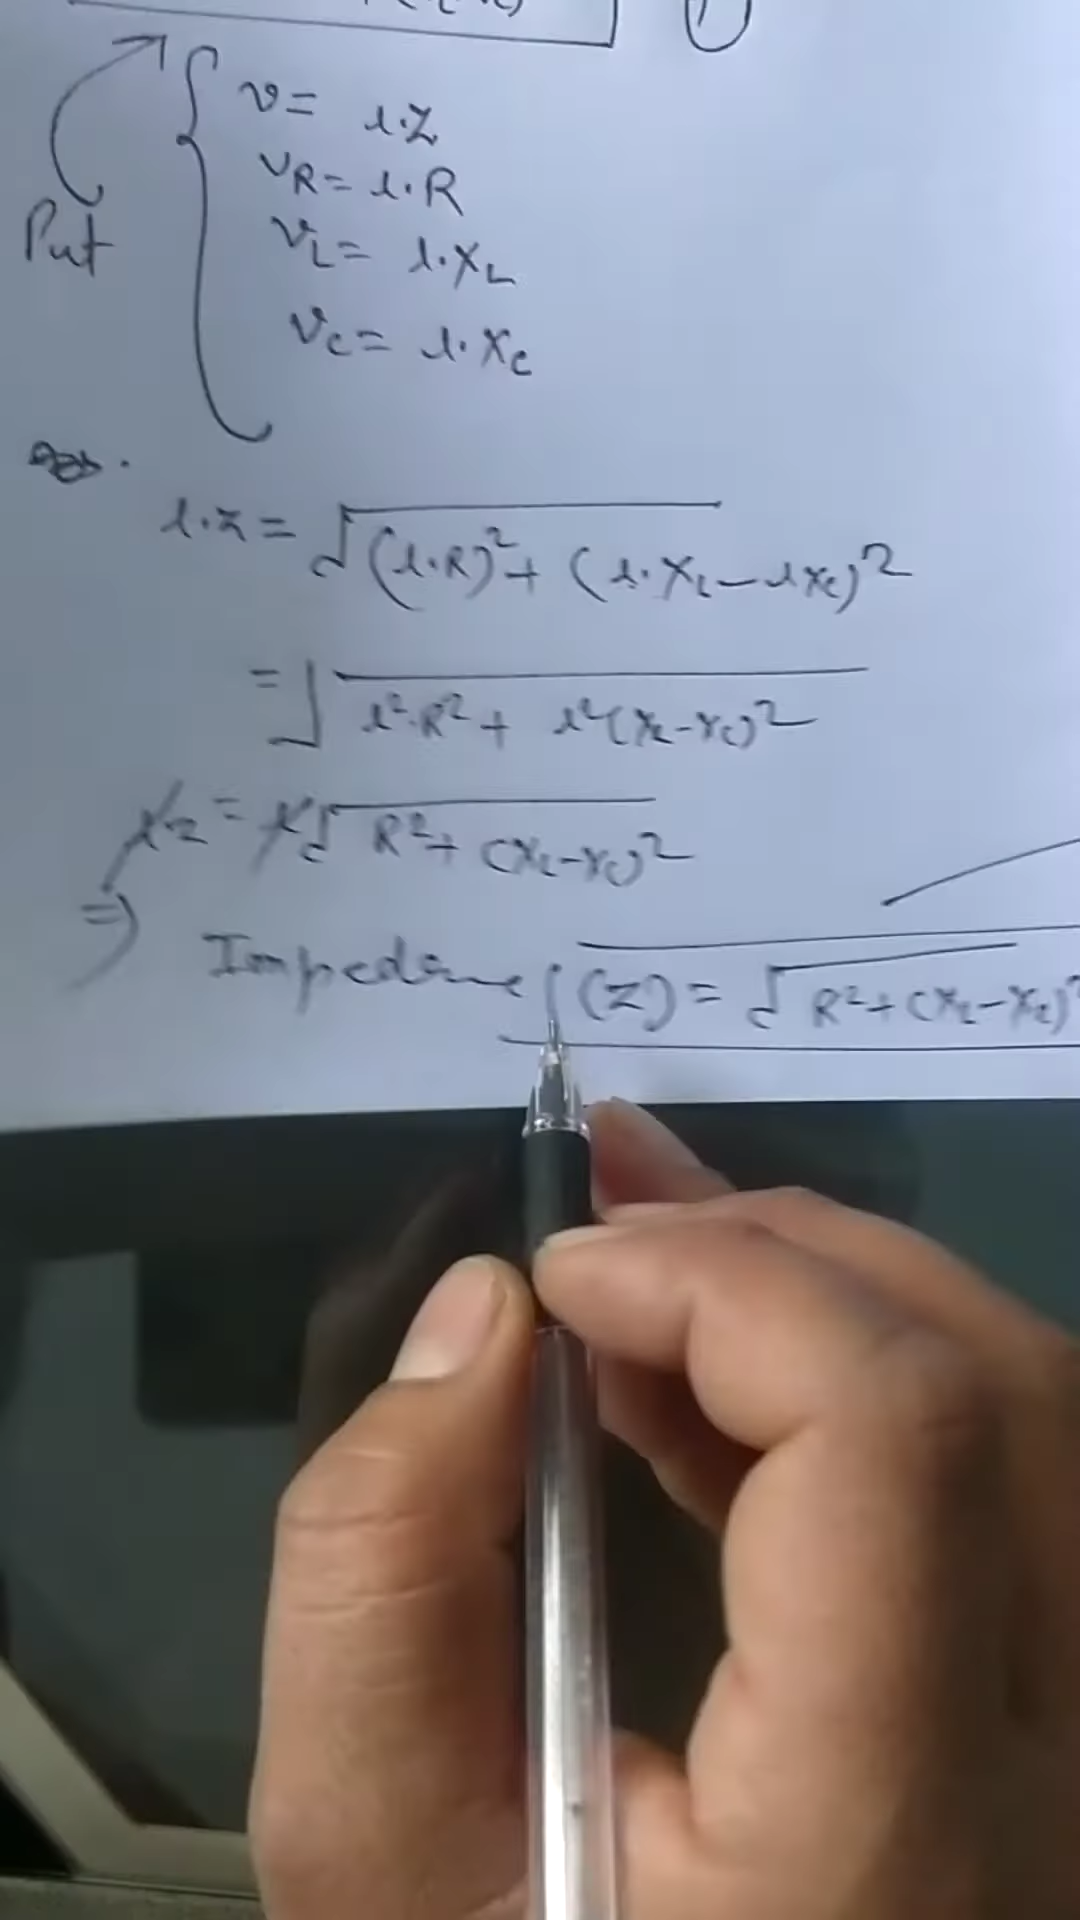 v = i.Z
Put
VR = i.R
VL = i.XL
Vc = i.Xc
i.z = √(i.R)² + (i.XL - iXc)²
= √i².R² + i²(XL-Xc)²
iz = i√R² + (XL-Xc)²
⇒ Impedance (Z) = √R² + (XL-XC)²